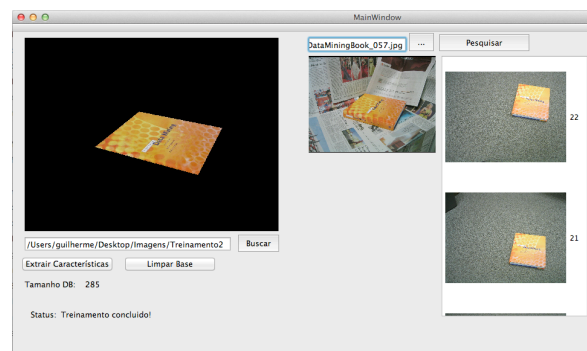 MainWindow
DataMiningBook_057.jpg
...
Pesquisar
22
21
/Users/guilherme/Desktop/Imagens/Treinamento2
Buscar
Extrair Características
Limpar Base
Tamanho DB: 285
Status: Treinamento concluido!